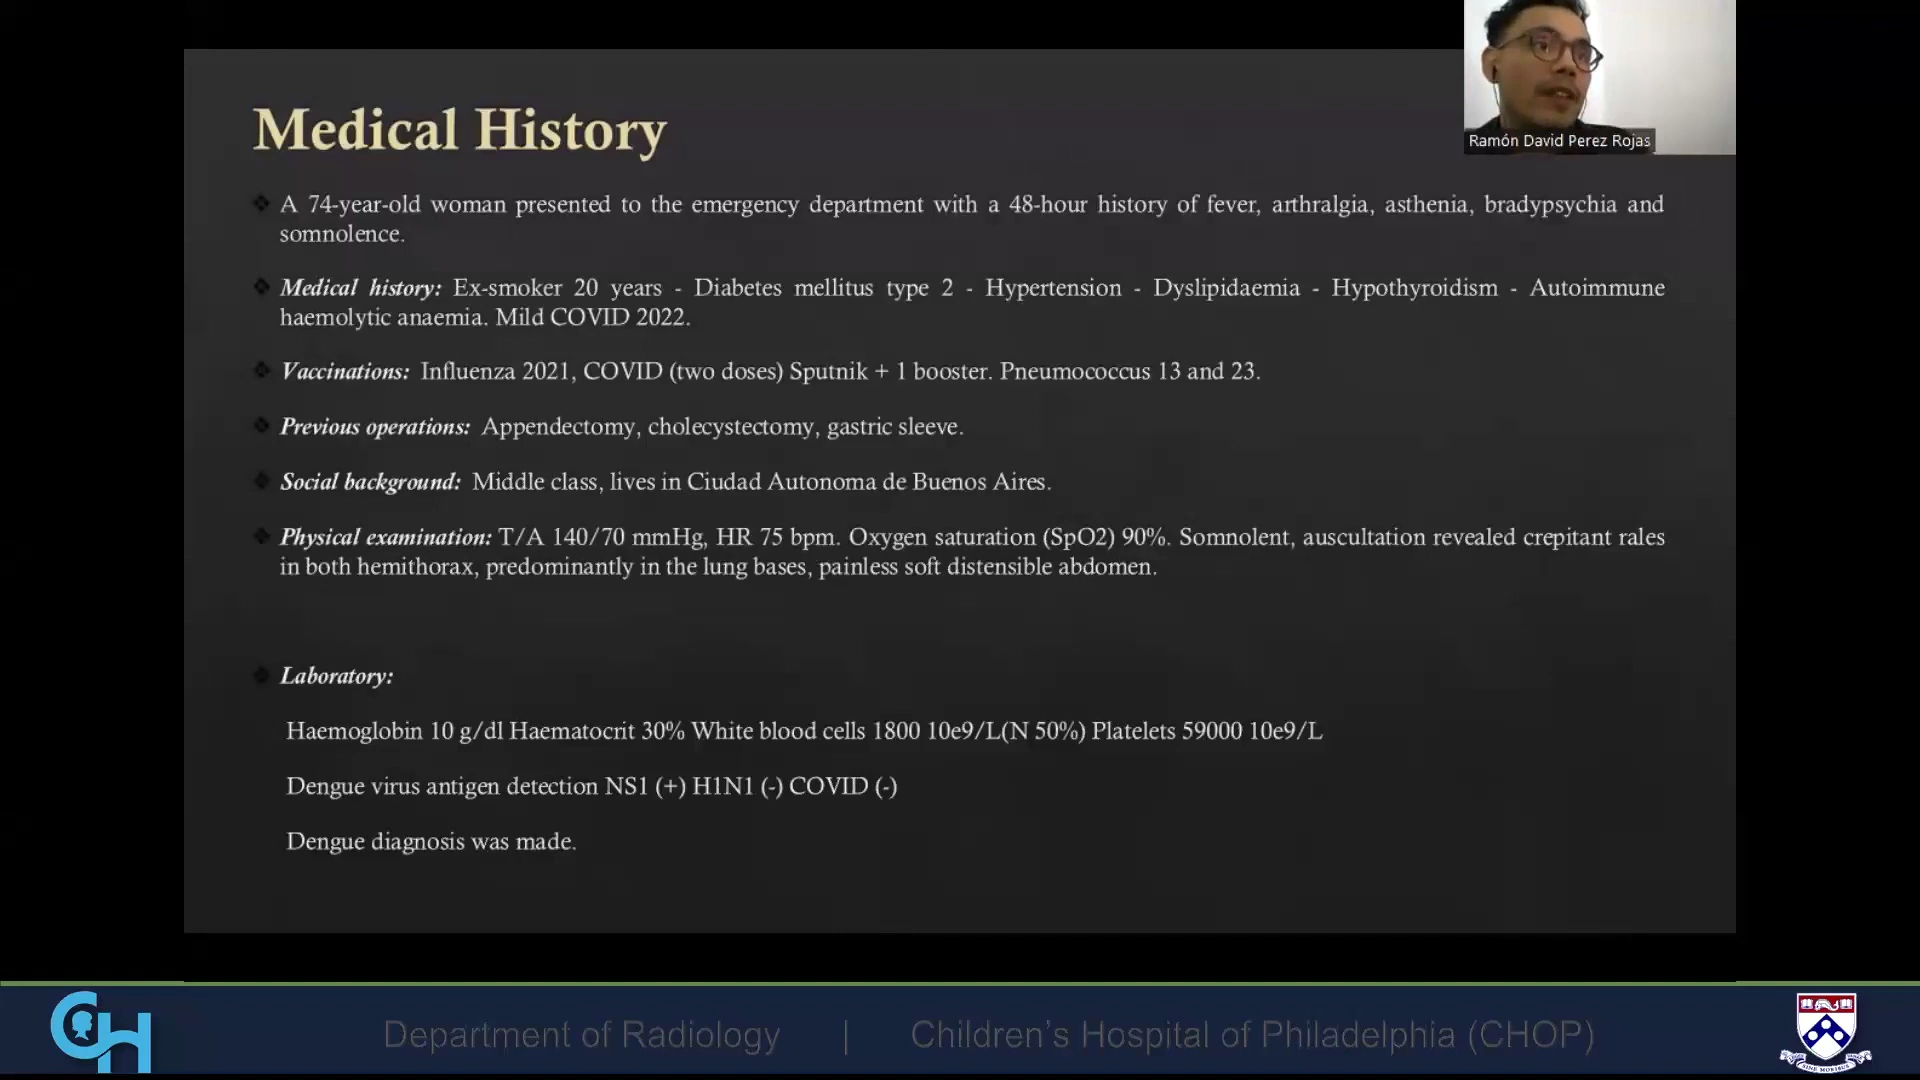 Ramón David Perez Rojas
Medical History
A 74-year-old woman presented to the emergency department with a 48-hour history of fever, arthralgia, asthenia, bradypsychia and
somnolence.
Medical history: Ex-smoker 20 years - Diabetes mellitus type 2 - Hypertension - Dyslipidaemia - Hypothyroidism - Autoimmune
haemolytic anaemia. Mild COVID 2022.
Vaccinations: Influenza 2021, COVID (two doses) Sputnik + 1 booster. Pneumococcus 13 and 23.
Previous operations: Appendectomy, cholecystectomy, gastric sleeve.
Social background: Middle class, lives in Ciudad Autonoma de Buenos Aires.
Physical examination: T/A 140/70 mmHg, HR 75 bpm. Oxygen saturation (SpO2) 90%. Somnolent, auscultation revealed crepitant rales
in both hemithorax, predominantly in the lung bases, painless soft distensible abdomen.
Laboratory:
Haemoglobin 10 g/dl Haematocrit 30% White blood cells 1800 10e9/L(N 50%) Platelets 59000 10e9/L
Dengue virus antigen detection NS1 (+) H1N1 (-) COVID (-)
Dengue diagnosis was made.
CH
Department of Radiology | Children's Hospital of Philadelphia (CHOP)